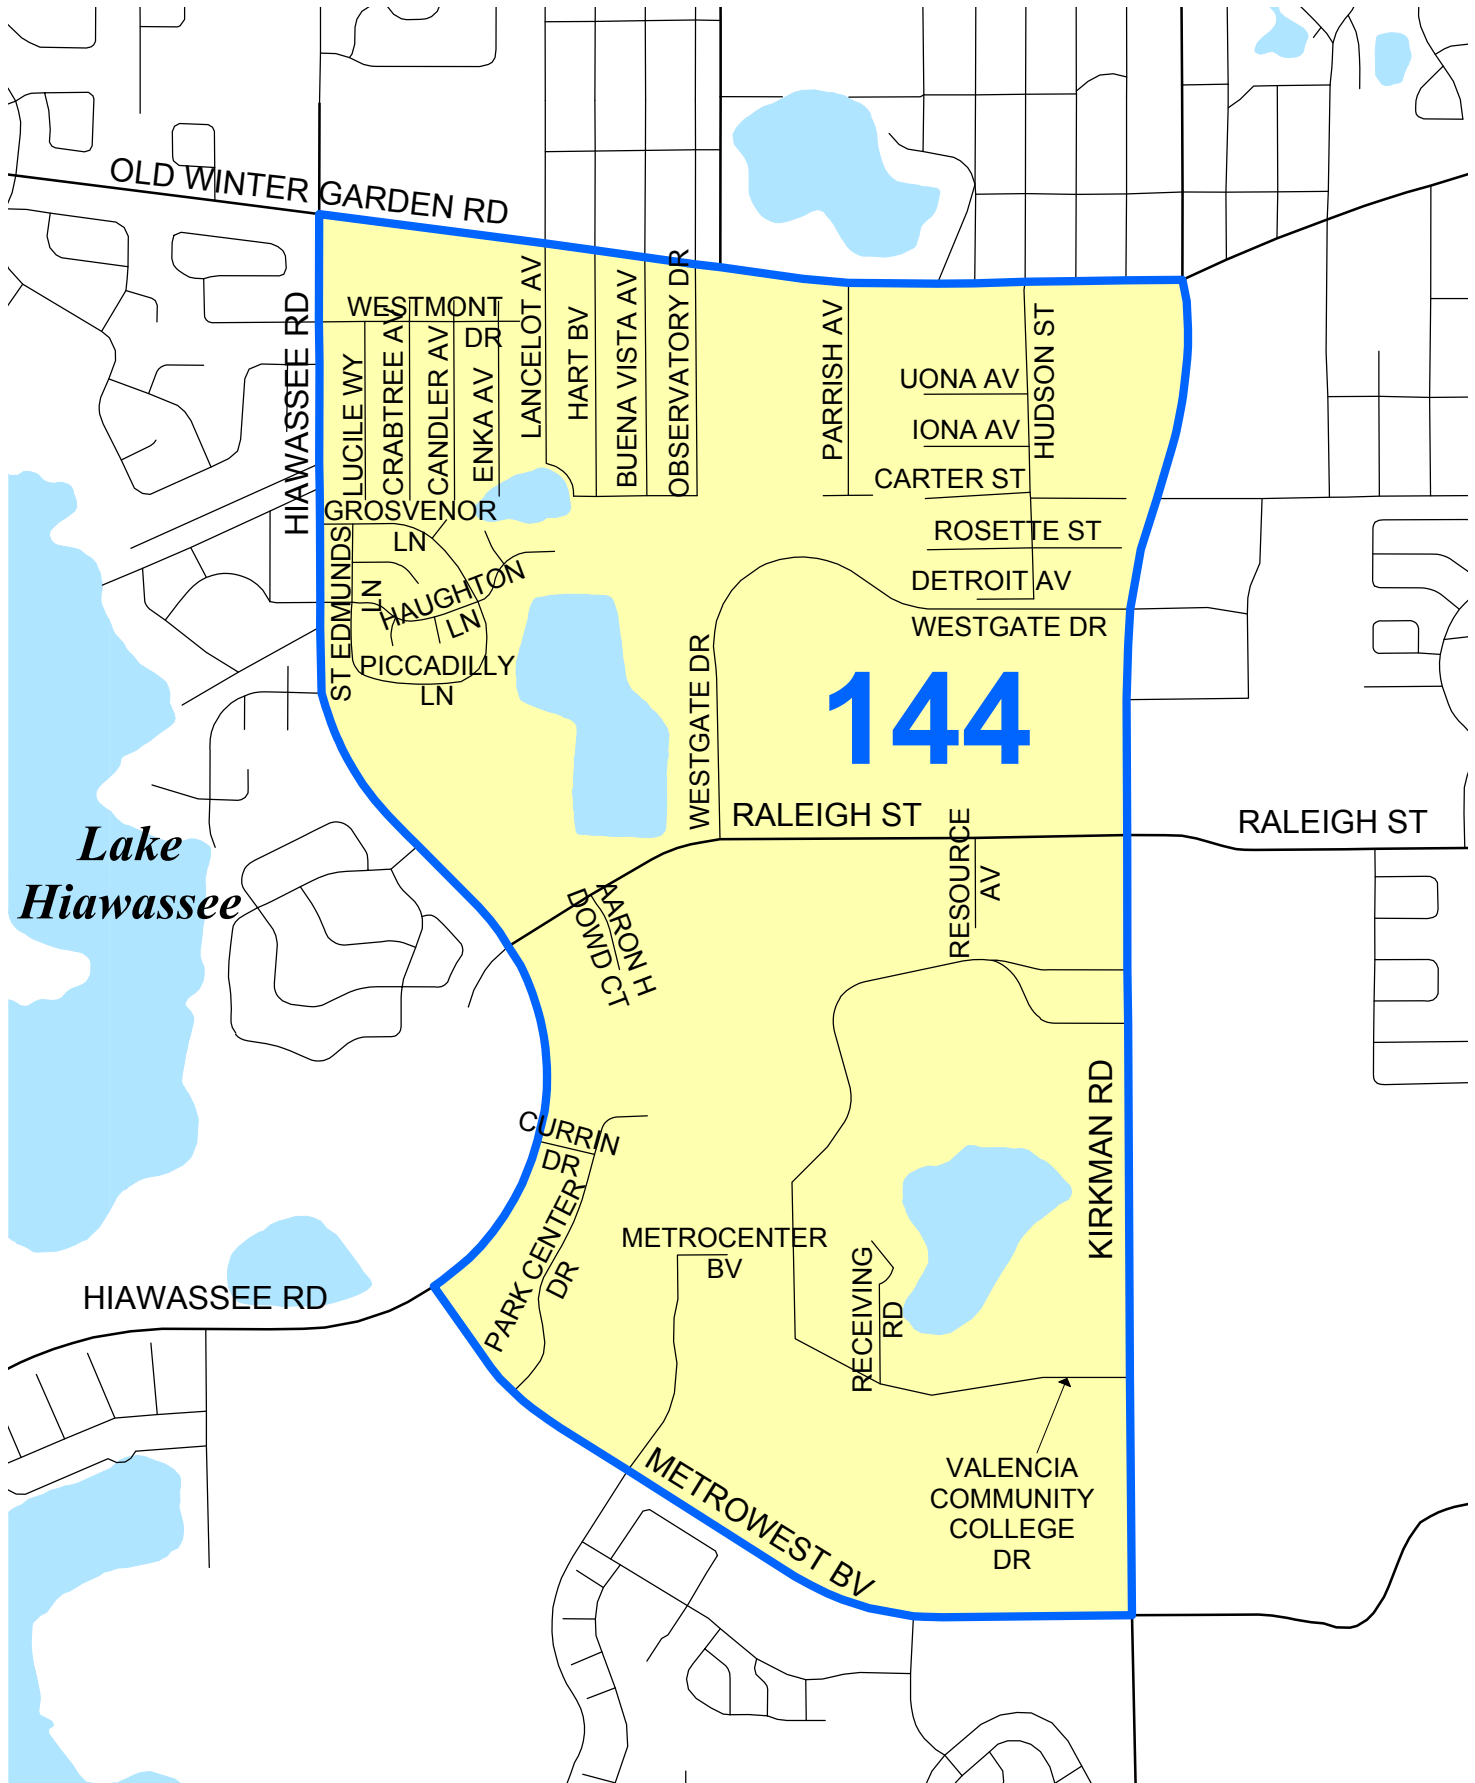 OLD WINTER GARDEN RD
HIAWASSEE RD
WESTMONT
DR
LUCILE WY
CRABTREE AV
CANDLER AV
ENKA AV
LANCELOT AV
HART BV
BUENA VISTA AV
OBSERVATORY DR
PARRISH AV
HUDSON ST
UONA AV
IONA AV
CARTER ST
ROSETTE ST
DETROIT AV
WESTGATE DR
GROSVENOR
LN
ST EDMUNDS
LN
HAUGHTON
LN
PICCADILLY
LN
WESTGATE DR
144
RALEIGH ST
RALEIGH ST
Lake
Hiawassee
RESOURCE
AV
AARON H
DOWD CT
KIRKMAN RD
CURRIN
DR
PARK CENTER
DR
METROCENTER
BV
RECEIVING
RD
HIAWASSEE RD
METROWEST BV
VALENCIA
COMMUNITY
COLLEGE
DR